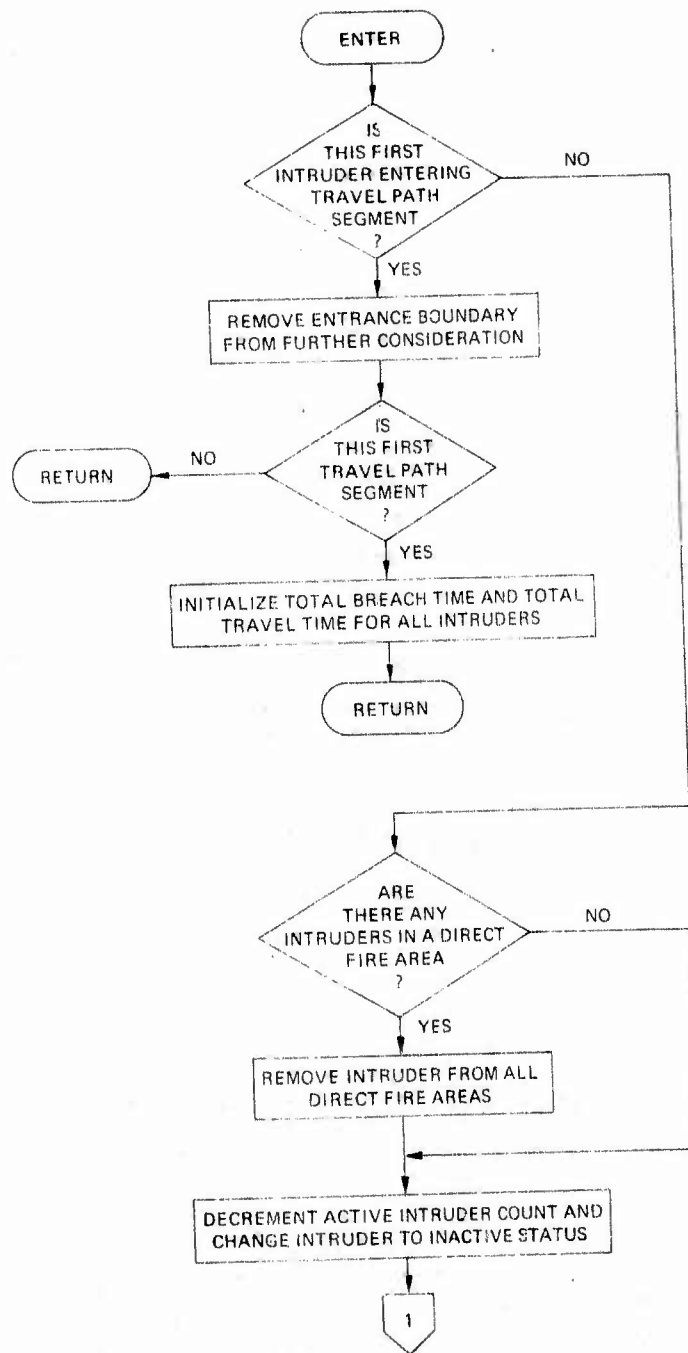 ENTER
IS
THIS FIRST
INTRUDER ENTERING
TRAVEL PATH
SEGMENT
?
NO
YES
REMOVE ENTRANCE BOUNDARY
FROM FURTHER CONSIDERATION
IS
THIS FIRST
TRAVEL PATH
SEGMENT
?
NO
RETURN
YES
INITIALIZE TOTAL BREACH TIME AND TOTAL
TRAVEL TIME FOR ALL INTRUDERS
RETURN
ARE
THERE ANY
INTRUDERS IN A DIRECT
FIRE AREA
?
NO
YES
REMOVE INTRUDER FROM ALL
DIRECT FIRE AREAS
DECREMENT ACTIVE INTRUDER COUNT AND
CHANGE INTRUDER TO INACTIVE STATUS
1